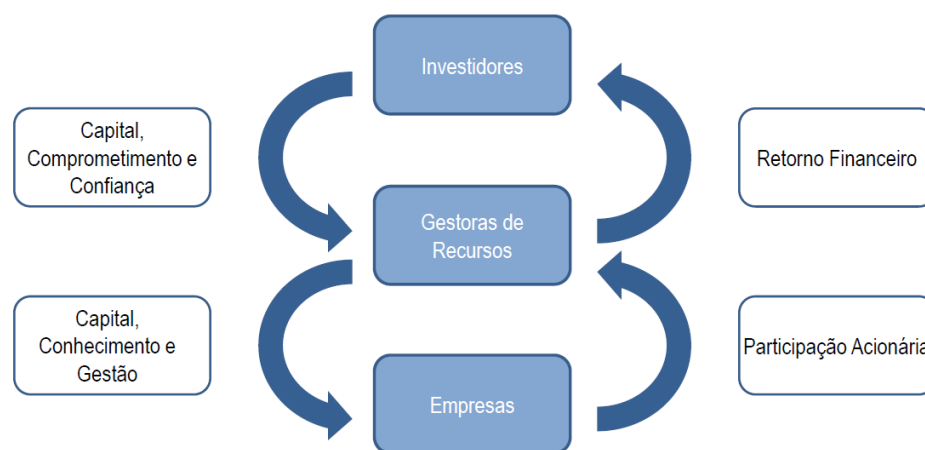 Investidores
Capital,
Comprometimento e
Confiança
Retorno Financeiro
Gestoras de
Recursos
Capital,
Conhecimento e
Gestão
Participação Acionária
Empresas